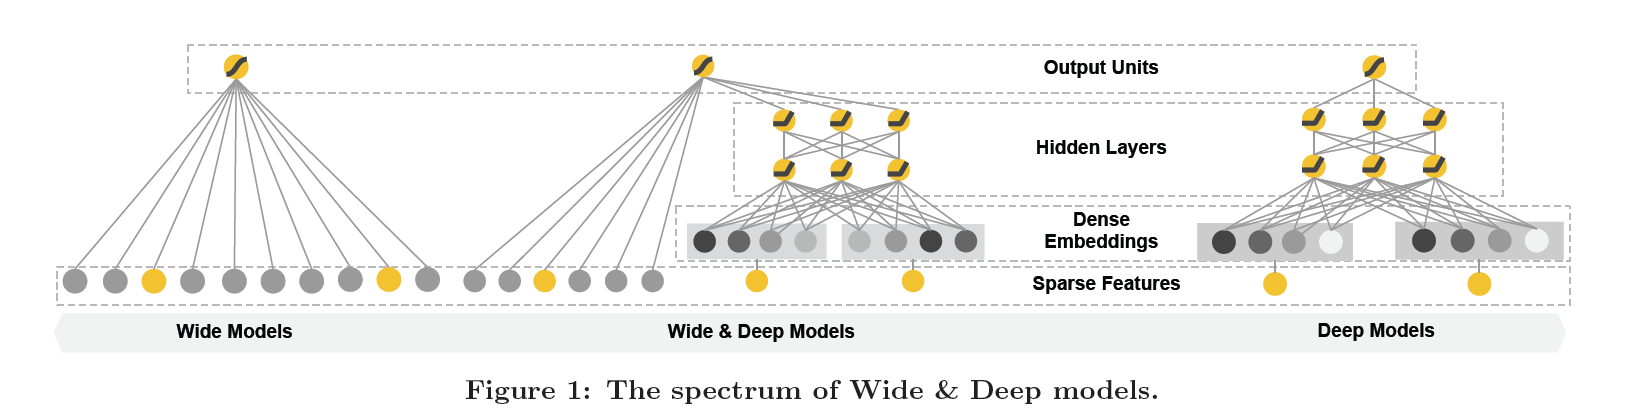 Output Units
Hidden Layers
Dense
Embeddings
Sparse Features
Wide Models
Wide & Deep Models
Deep Models
Figure 1: The spectrum of Wide & Deep models.